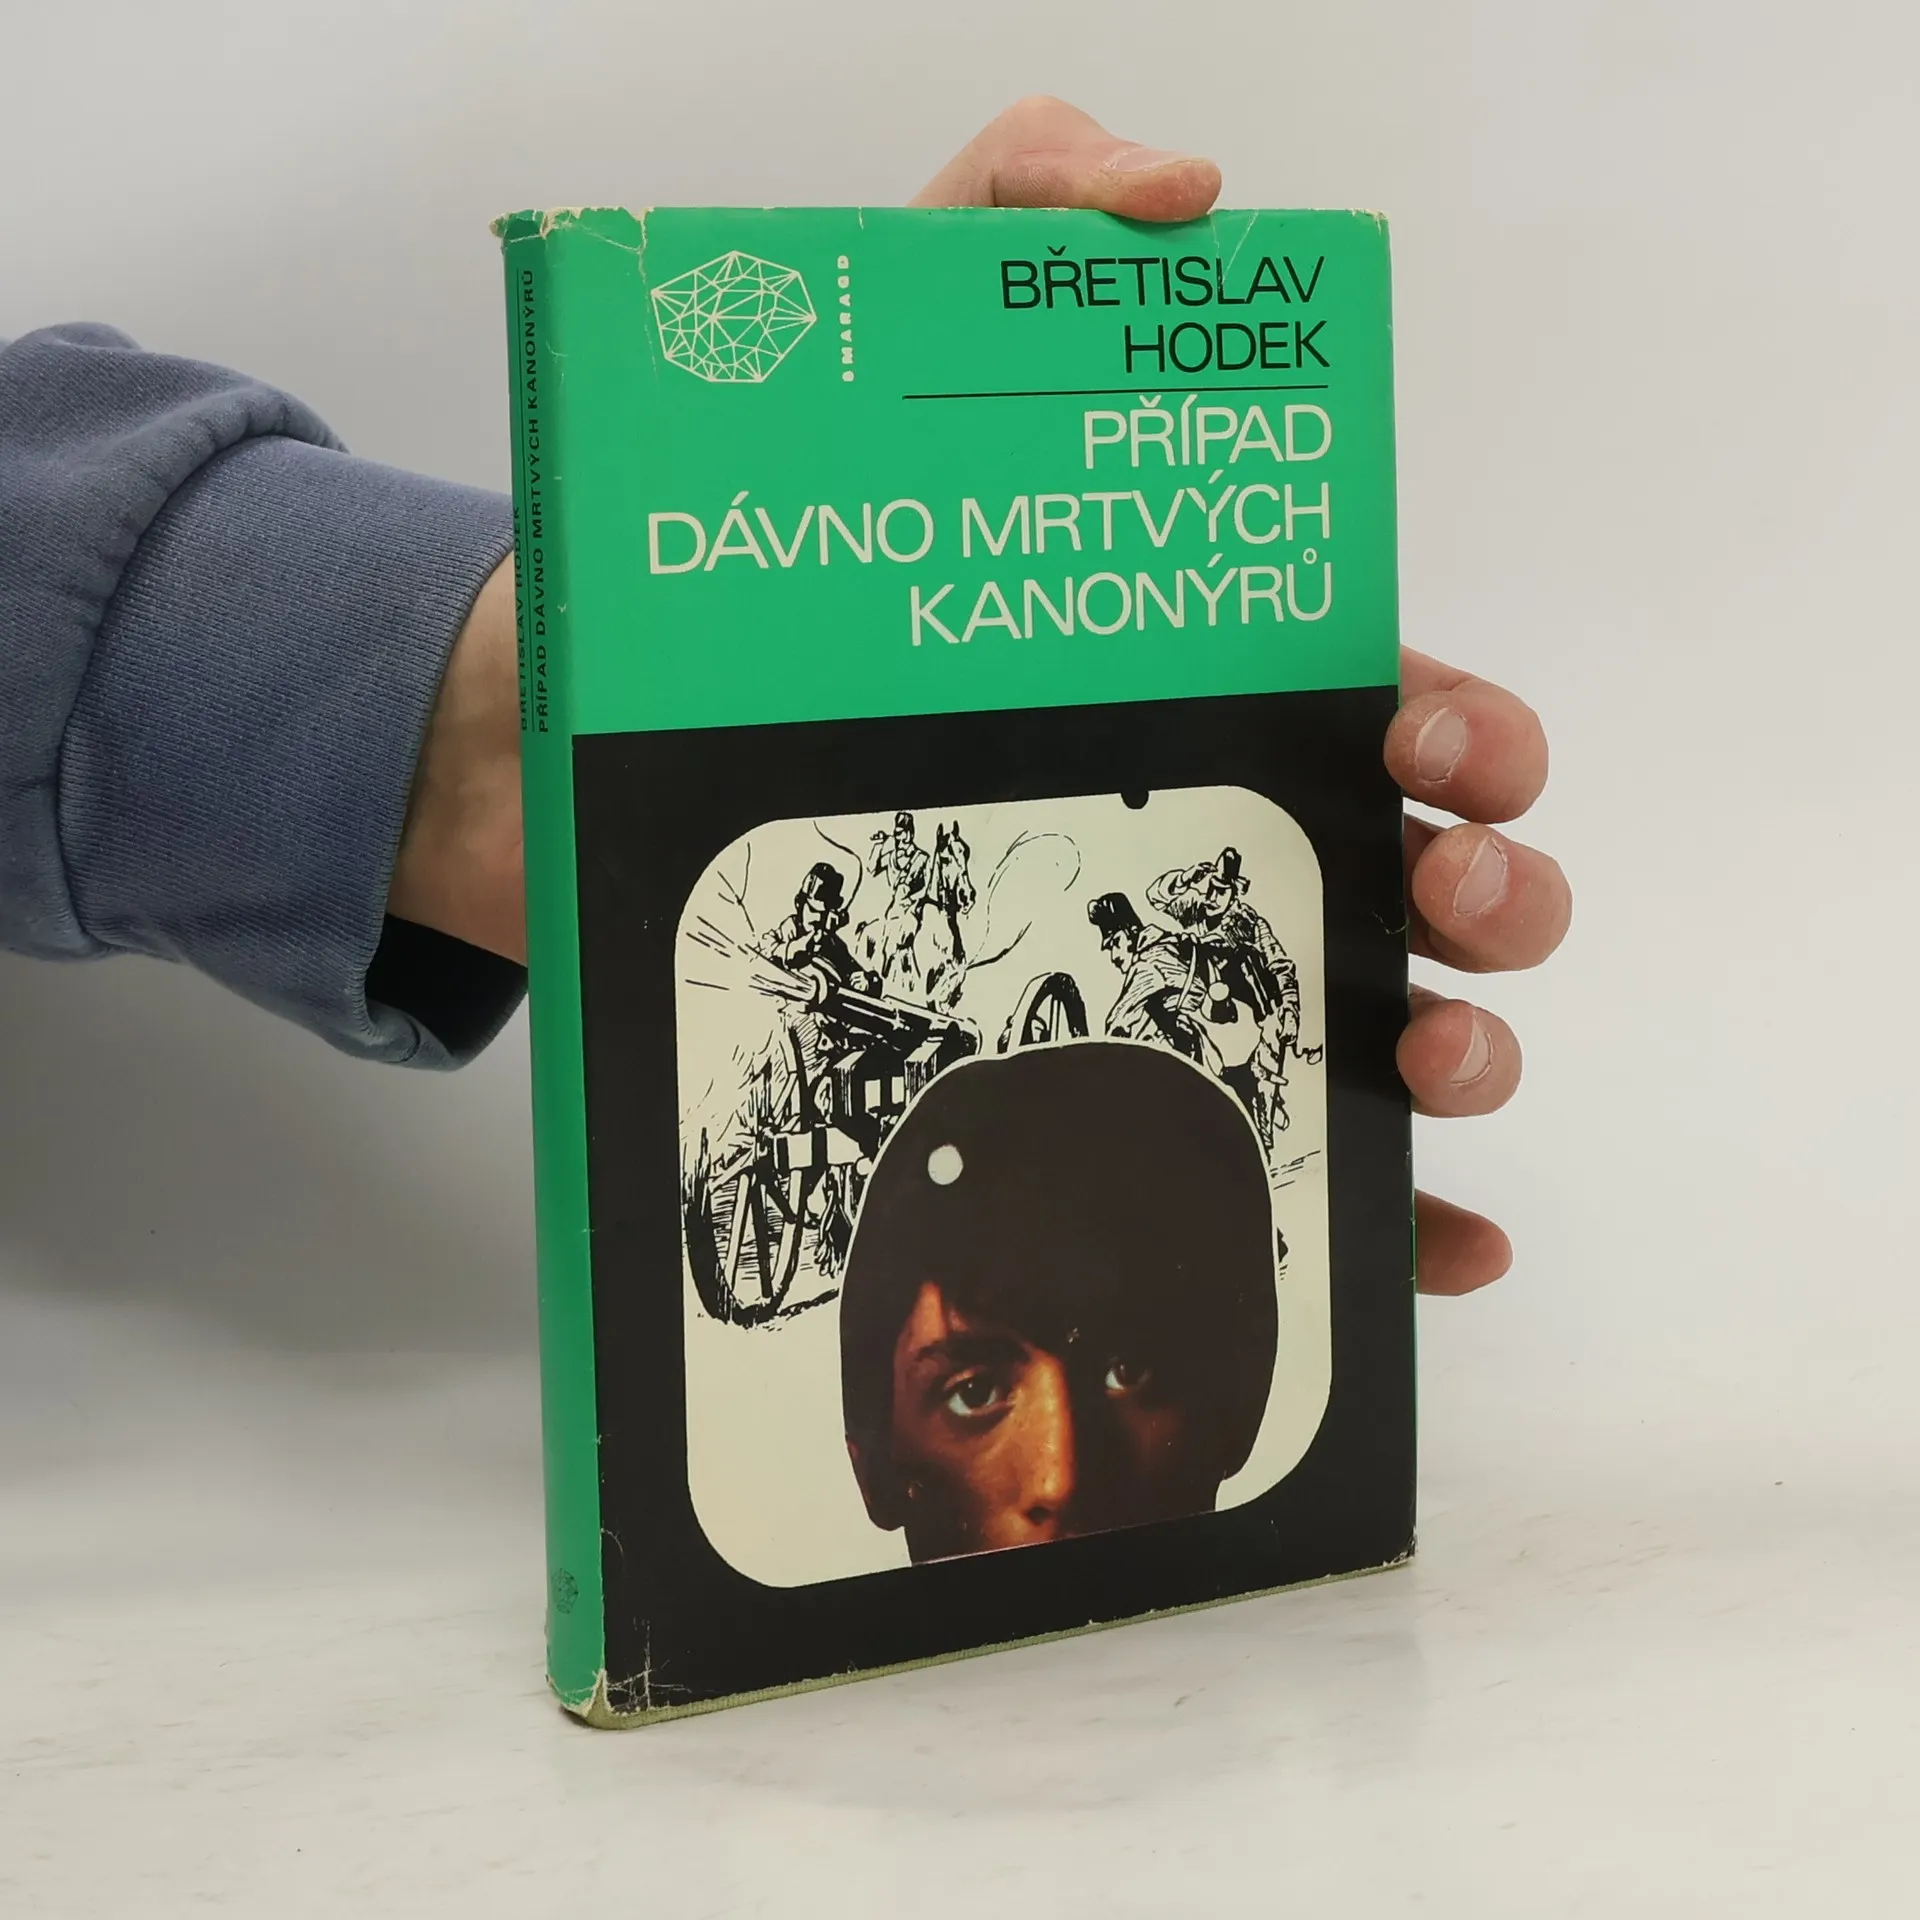 BŘETISLAV HODEK
PŘÍPAD DÁVNO MRTVÝCH KANONÝRŮ
SMARAGD
BŘETISLAV
HODEK
PŘÍPAD
DÁVNO MRTVÝCH
KANONÝRŮ